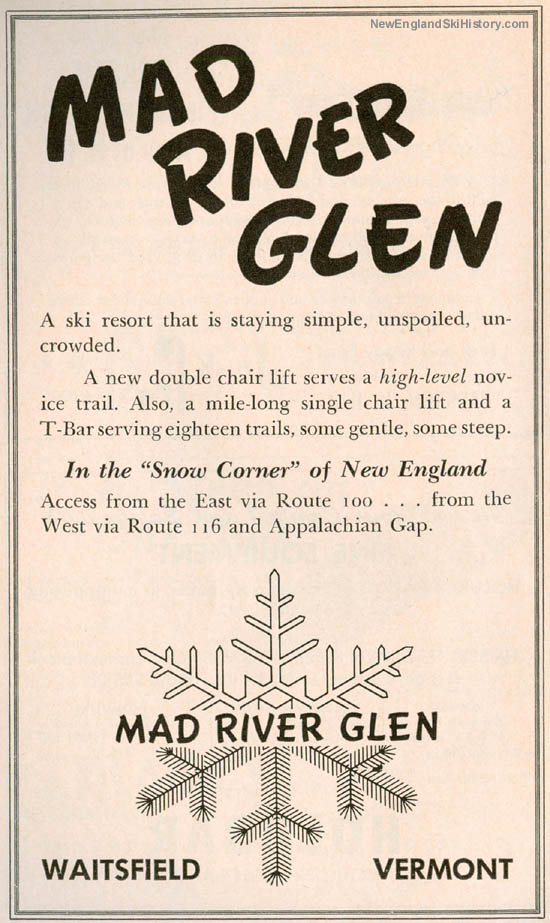 NewEnglandSkiHistory.com
MAD
RIVER
GLEN
A ski resort that is staying simple, unspoiled, un-
crowded.
A new double chair lift serves a high-level nov-
ice trail. Also, a mile-long single chair lift and a
T-Bar serving eighteen trails, some gentle, some steep.
In the “Snow Corner” of New England
Access from the East via Route 100 . . . from the
West via Route 116 and Appalachian Gap.
MAD RIVER GLEN
WAITSFIELD VERMONT